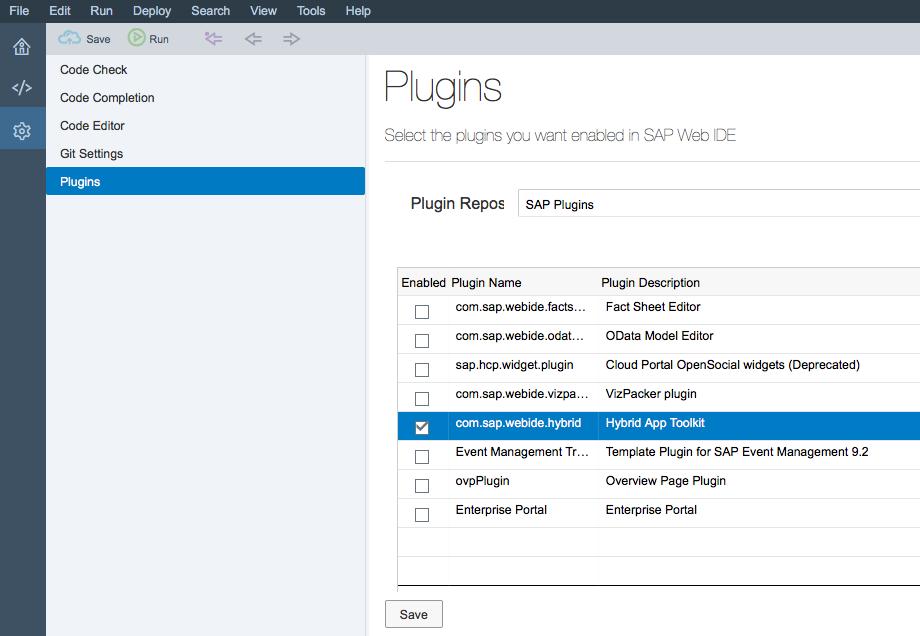 File Edit Run Deploy Search View Tools Help
Save Run
Code Check
Code Completion
Code Editor
Git Settings
Plugins
Plugins
Select the plugins you want enabled in SAP Web IDE
Plugin Repos SAP Plugins
Enabled Plugin Name Plugin Description
com.sap.webide.facts... Fact Sheet Editor
com.sap.webide.odat... OData Model Editor
sap.hcp.widget.plugin Cloud Portal OpenSocial widgets (Deprecated)
com.sap.webide.vizpa... VizPacker plugin
com.sap.webide.hybrid Hybrid App Toolkit
Event Management Tr... Template Plugin for SAP Event Management 9.2
ovpPlugin Overview Page Plugin
Enterprise Portal Enterprise Portal
Save